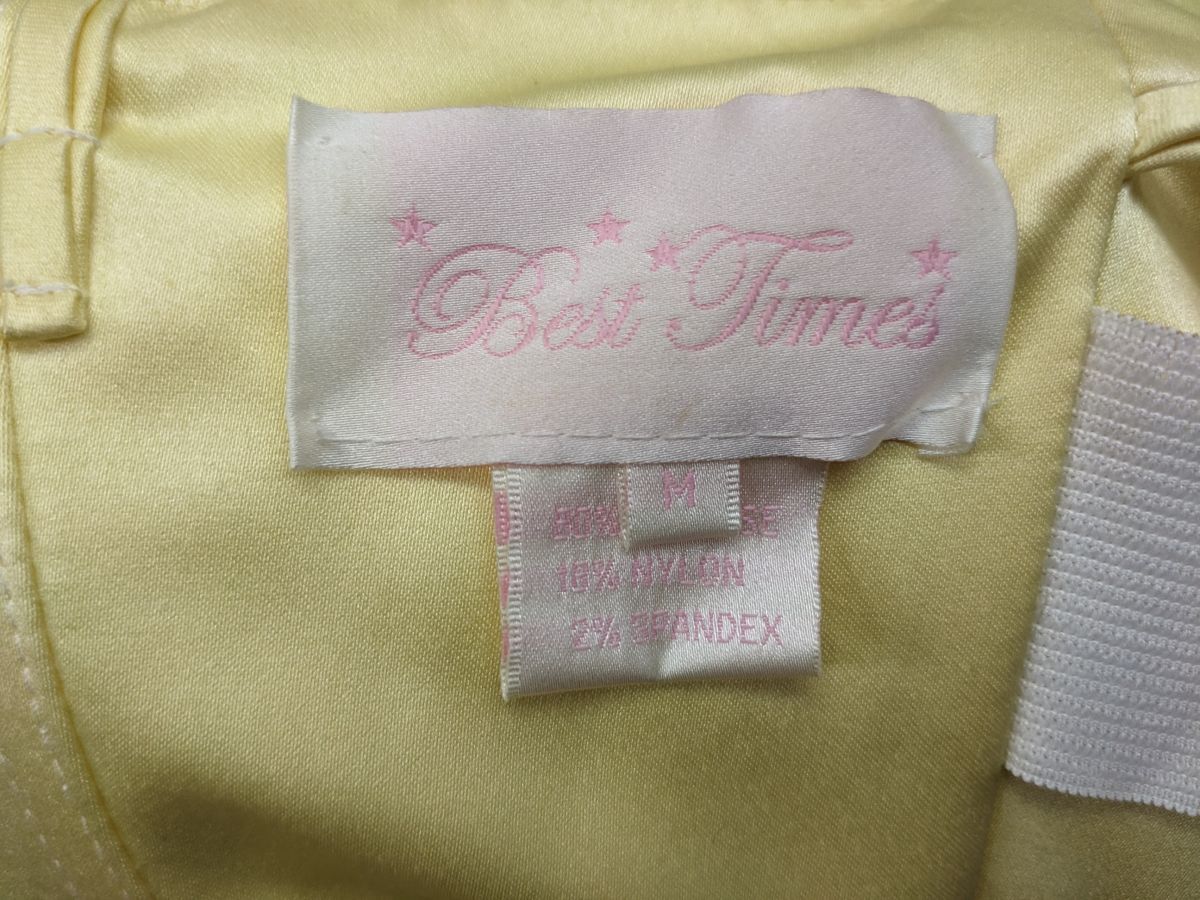 Best Times
M
80%
18% NYLON
2% SPANDEX